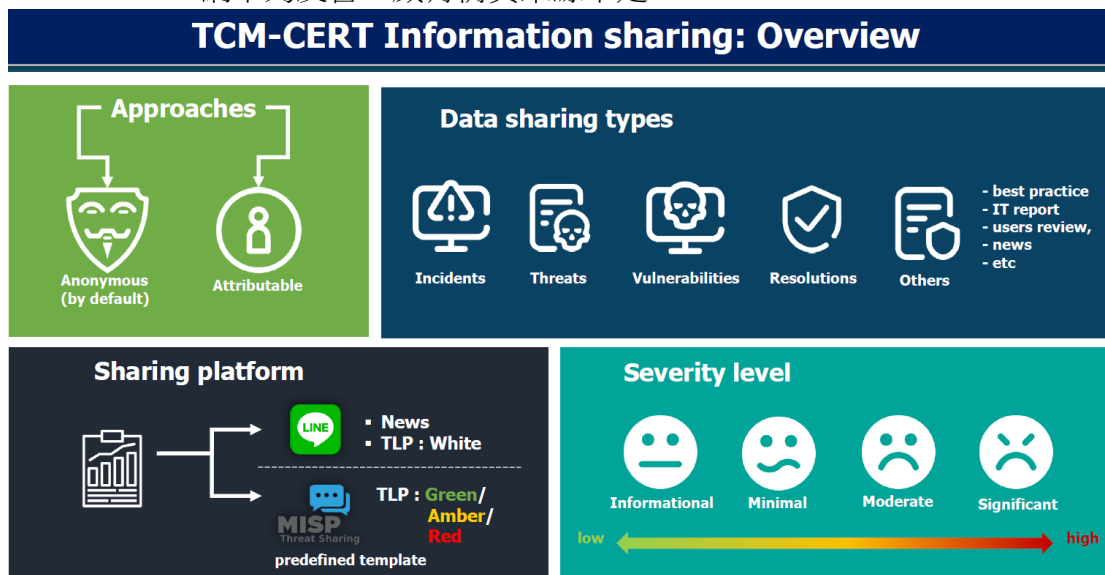 TCM-CERT Information sharing: Overview
Approaches
Anonymous
(by default)
Attributable
Data sharing types
Incidents
Threats
Vulnerabilities
Resolutions
Others
- best practice
- IT report
- users review,
- news
- etc
Sharing platform
LINE
▪ News
▪ TLP : White
MISP
Threat Sharing
TLP : Green/
Amber/
Red
predefined template
Severity level
Informational
Minimal
Moderate
Significant
low
high